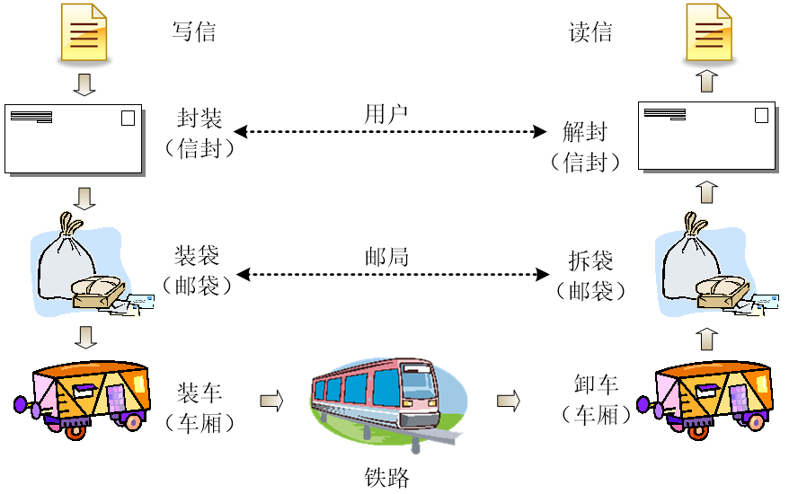 写信
读信
封装
（信封）
用户
解封
（信封）
装袋
（邮袋）
邮局
拆袋
（邮袋）
装车
（车厢）
卸车
（车厢）
铁路